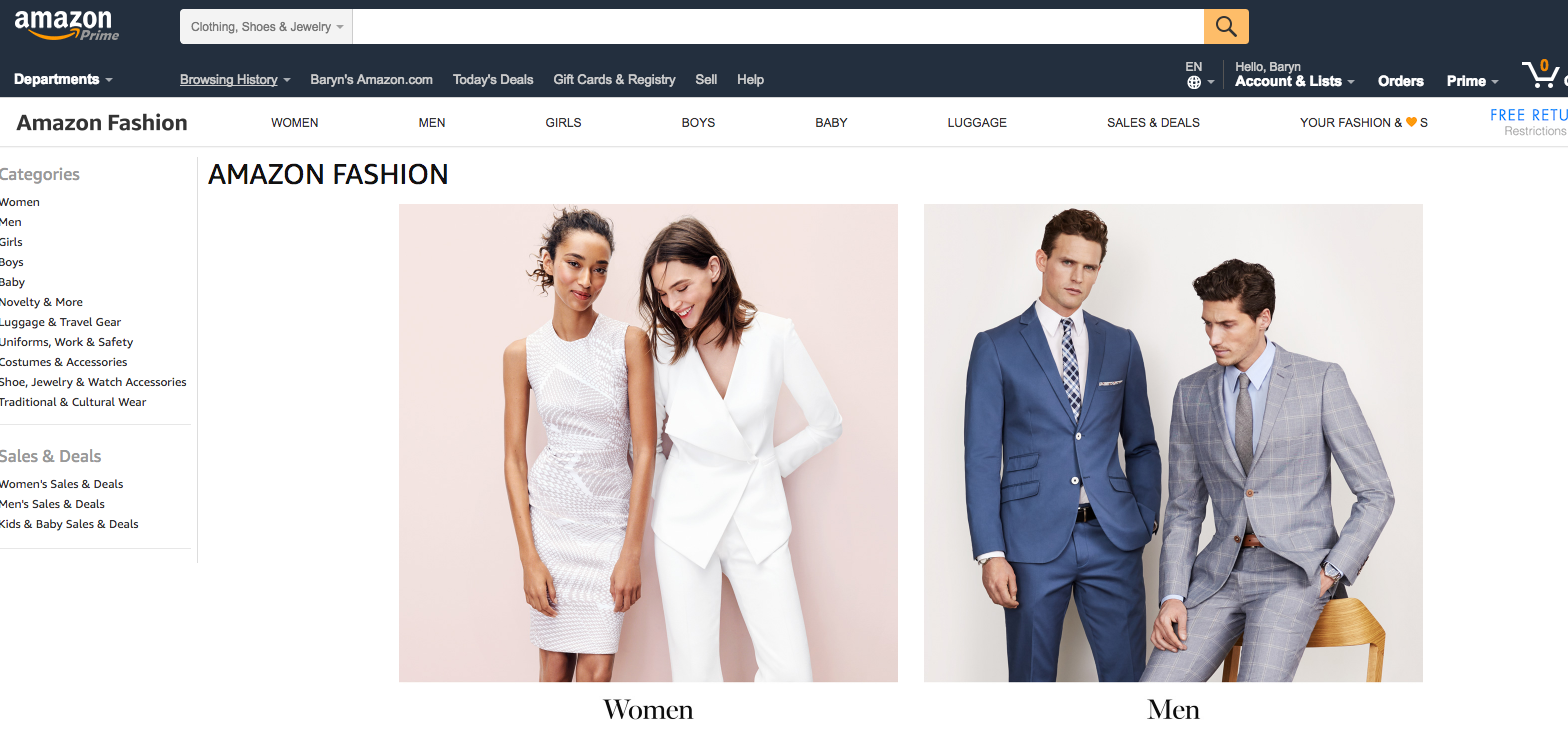 amazon
Prime
Clothing, Shoes & Jewelry
Departments
Browsing History
Baryn's Amazon.com
Today's Deals
Gift Cards & Registry
Sell
Help
EN
Hello, Baryn
Account & Lists
Orders
Prime
0
Amazon Fashion
WOMEN
MEN
GIRLS
BOYS
BABY
LUGGAGE
SALES & DEALS
YOUR FASHION & 🧡 S
FREE RETU
Restrictions
Categories
Women
Men
Girls
Boys
Baby
Novelty & More
Luggage & Travel Gear
Uniforms, Work & Safety
Costumes & Accessories
Shoe, Jewelry & Watch Accessories
Traditional & Cultural Wear
Sales & Deals
Women's Sales & Deals
Men's Sales & Deals
Kids & Baby Sales & Deals
AMAZON FASHION
Women
Men